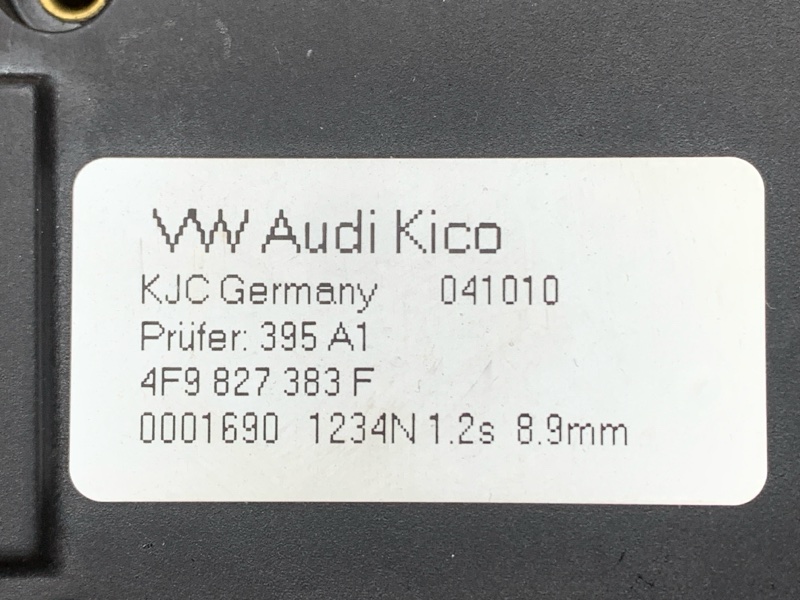 VW Audi Kico
KJC Germany 041010
Prüfer: 395 A1
4F9 827 383 F
0001690 1234N 1.2s 8.9mm